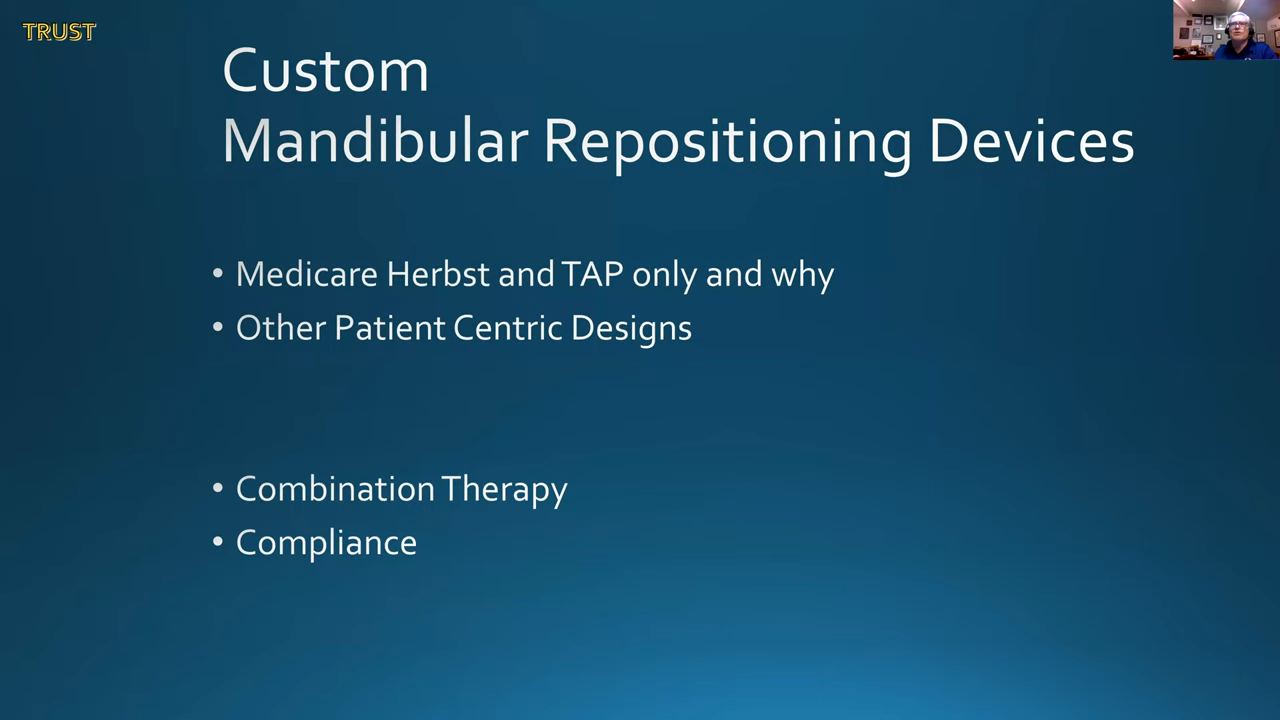 TRUST
Custom
Mandibular Repositioning Devices
• Medicare Herbst and TAP only and why
• Other Patient Centric Designs
• Combination Therapy
• Compliance